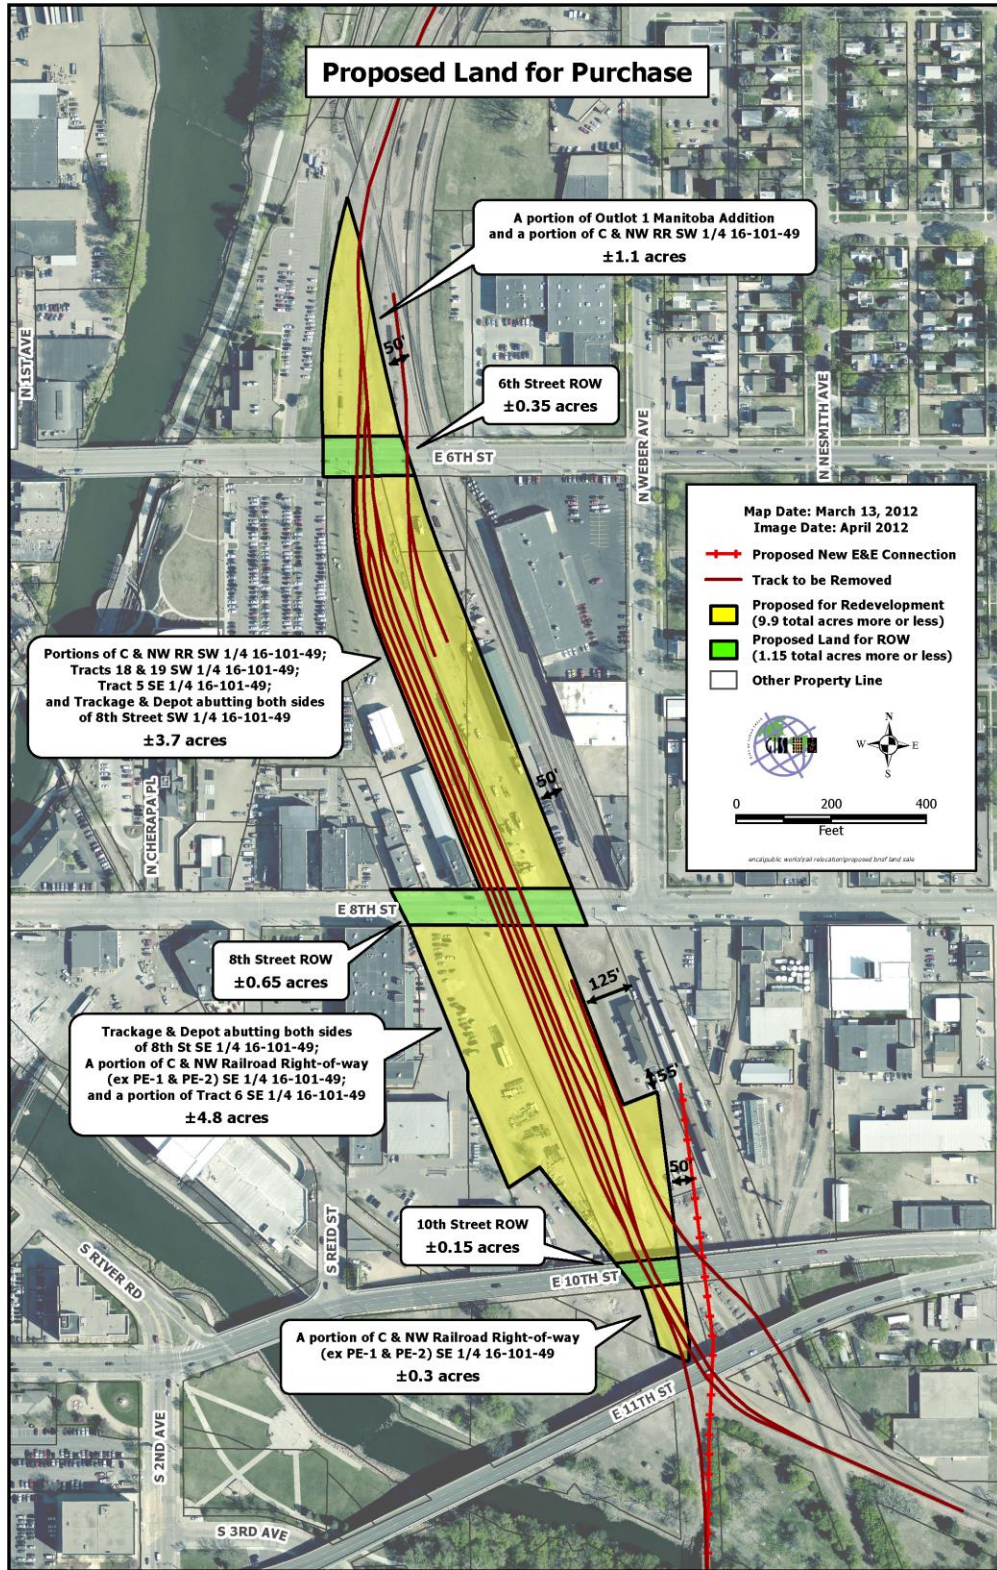 Proposed Land for Purchase
A portion of Outlot 1 Manitoba Addition
and a portion of C & NW RR SW 1/4 16-101-49
±1.1 acres
N 1ST AVE
50'
6th Street ROW
±0.35 acres
E 6TH ST
N WEBER AVE
N NESMITH AVE
Map Date: March 13, 2012
Image Date: April 2012
Proposed New E&E Connection
Track to be Removed
Proposed for Redevelopment
(9.9 total acres more or less)
Proposed Land for ROW
(1.15 total acres more or less)
Other Property Line
N
W
E
S
0
200
400
Feet
Portions of C & NW RR SW 1/4 16-101-49;
Tracts 18 & 19 SW 1/4 16-101-49;
Tract 5 SE 1/4 16-101-49;
and Trackage & Depot abutting both sides
of 8th Street SW 1/4 16-101-49
±3.7 acres
50'
N CHERAPA PL
E 8TH ST
8th Street ROW
±0.65 acres
125'
Trackage & Depot abutting both sides
of 8th St SE 1/4 16-101-49;
A portion of C & NW Railroad Right-of-way
(ex PE-1 & PE-2) SE 1/4 16-101-49;
and a portion of Tract 6 SE 1/4 16-101-49
±4.8 acres
55'
50'
10th Street ROW
±0.15 acres
S RIVER RD
S REID ST
E 10TH ST
A portion of C & NW Railroad Right-of-way
(ex PE-1 & PE-2) SE 1/4 16-101-49
±0.3 acres
E 11TH ST
S 2ND AVE
S 3RD AVE